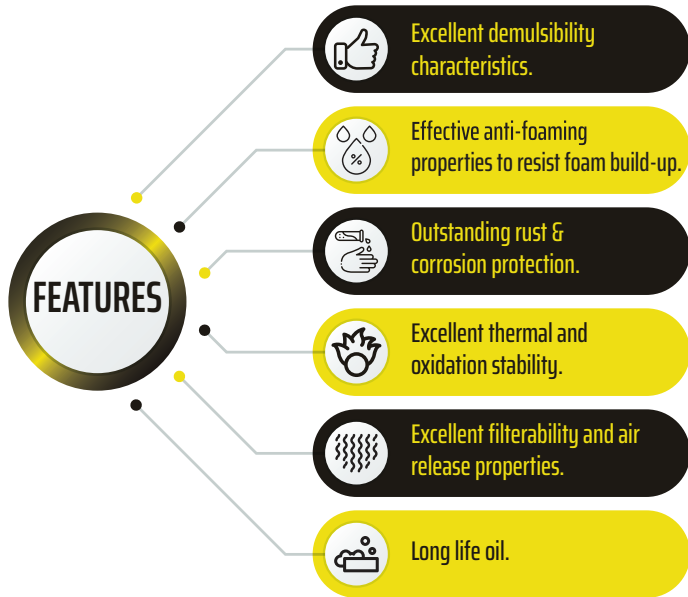 Excellent demulsibility
characteristics.
%
Effective anti-foaming
properties to resist foam build-up.
Outstanding rust &
corrosion protection.
FEATURES
Excellent thermal and
oxidation stability.
Excellent filterability and air
release properties.
Long life oil.